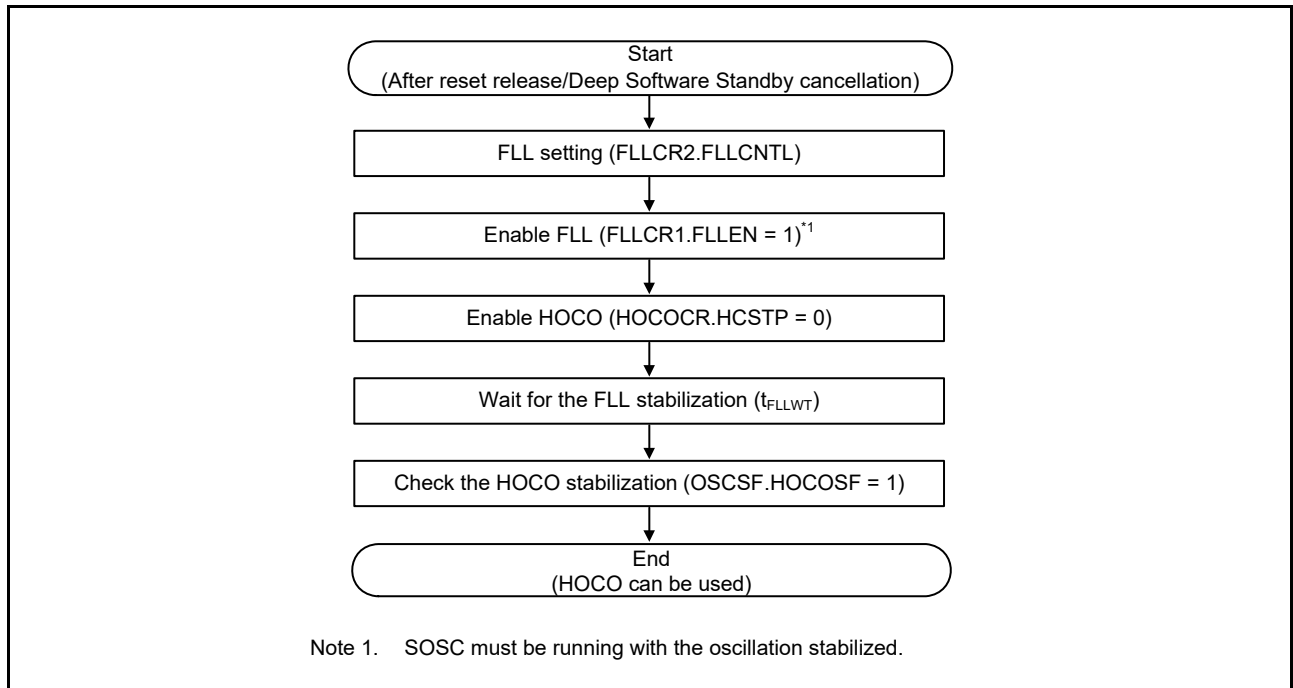 Start
(After reset release/Deep Software Standby cancellation)
FLL setting (FLLCR2.FLLCNTL)
Enable FLL (FLLCR1.FLLEN = 1)*1
Enable HOCO (HOCOCR.HCSTP = 0)
Wait for the FLL stabilization (tFLLWT)
Check the HOCO stabilization (OSCSF.HOCOSF = 1)
End
(HOCO can be used)
Note 1. SOSC must be running with the oscillation stabilized.